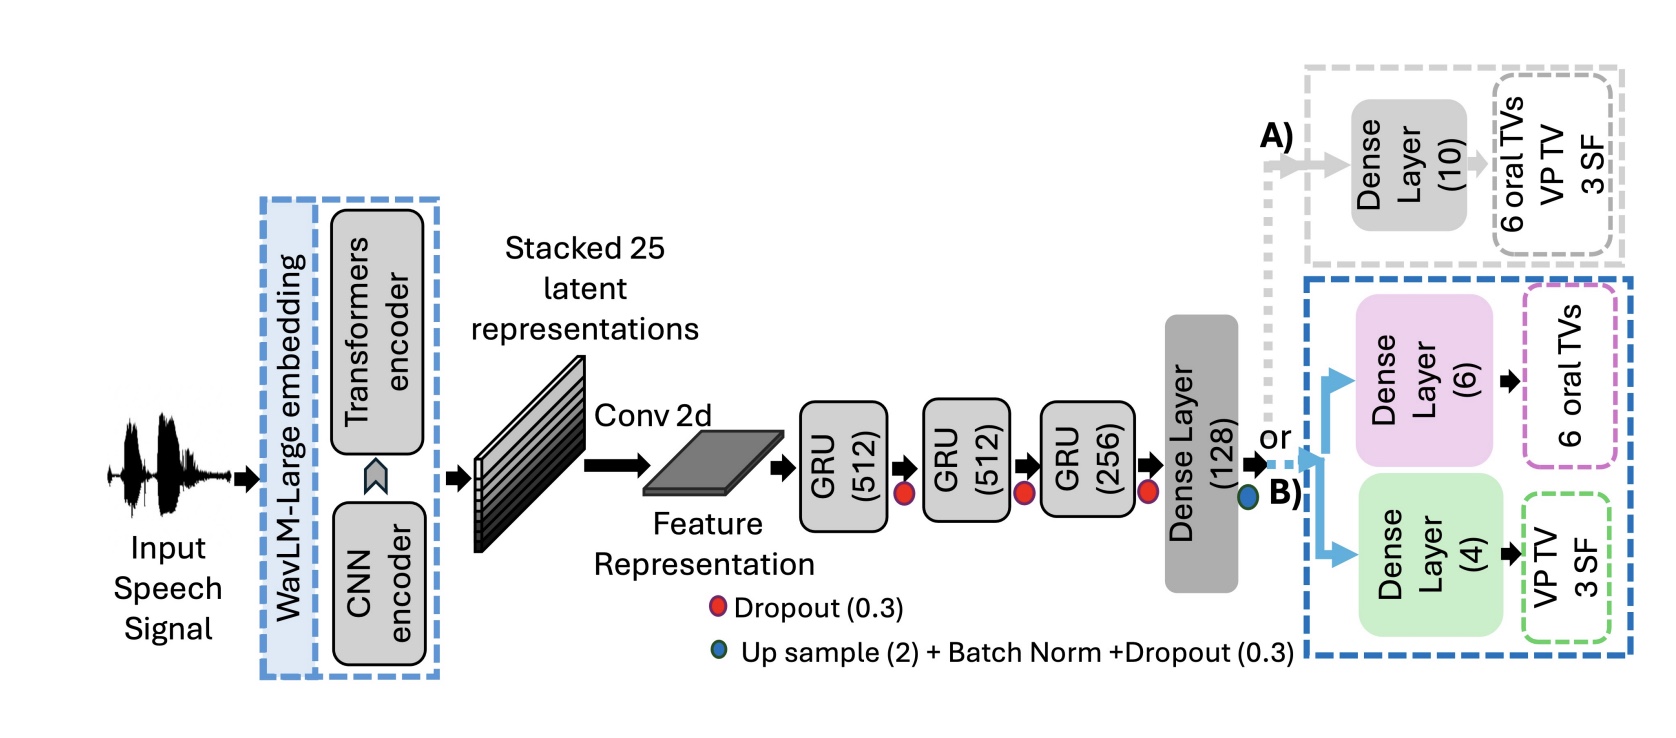 Input
Speech
Signal
WavLM-Large embedding
Transformers
encoder
CNN
encoder
Stacked 25
latent
representations
Conv 2d
Feature
Representation
GRU
(512)
GRU
(512)
GRU
(256)
Dense Layer
(128)
or
A)
Dense
Layer
(10)
6 oral TVs
VP TV
3 SF
B)
Dense
Layer
(6)
6 oral TVs
Dense
Layer
(4)
VP TV
3 SF
Dropout (0.3)
Up sample (2) + Batch Norm +Dropout (0.3)